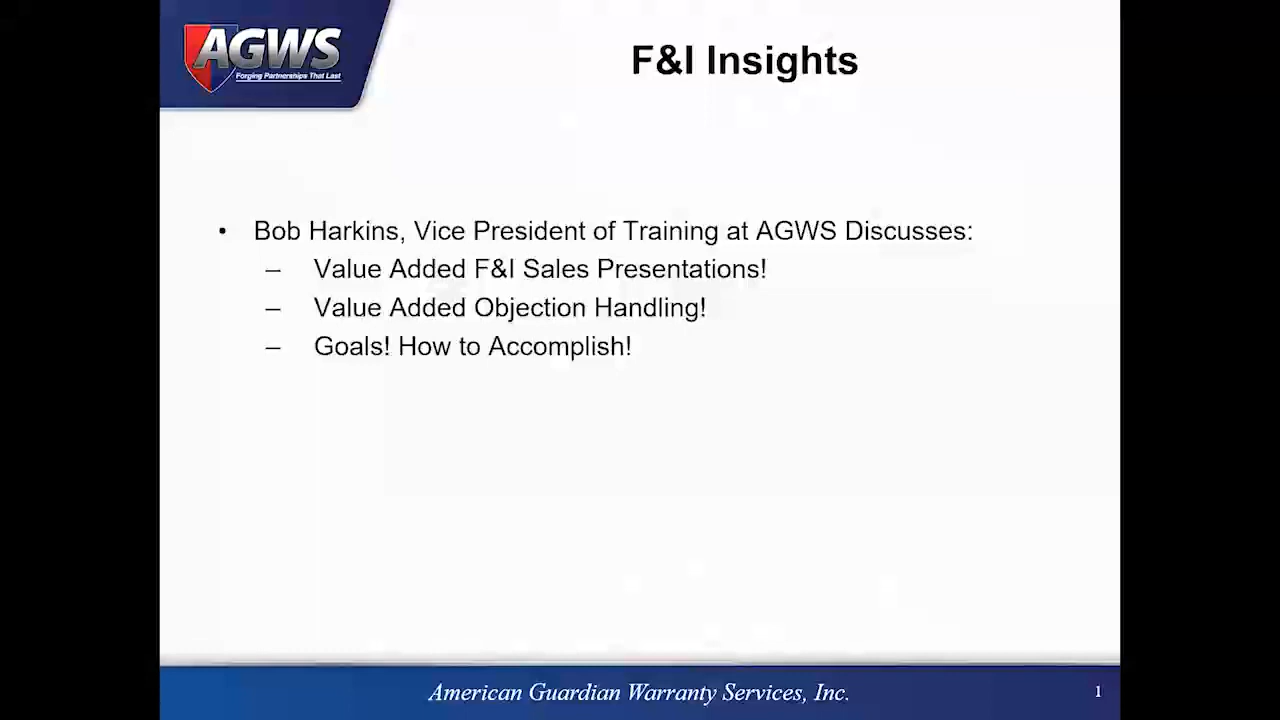 AGWS
Forging Partnerships That Last
F&I Insights
• Bob Harkins, Vice President of Training at AGWS Discusses:
– Value Added F&I Sales Presentations!
– Value Added Objection Handling!
– Goals! How to Accomplish!
American Guardian Warranty Services, Inc.
1